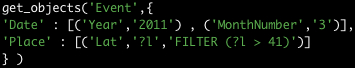 get_objects('Event',{
'Date' : [('Year','2011') , ('MonthNumber','3')],
'Place' : [('Lat','?l','FILTER (?l > 41)')]
} )